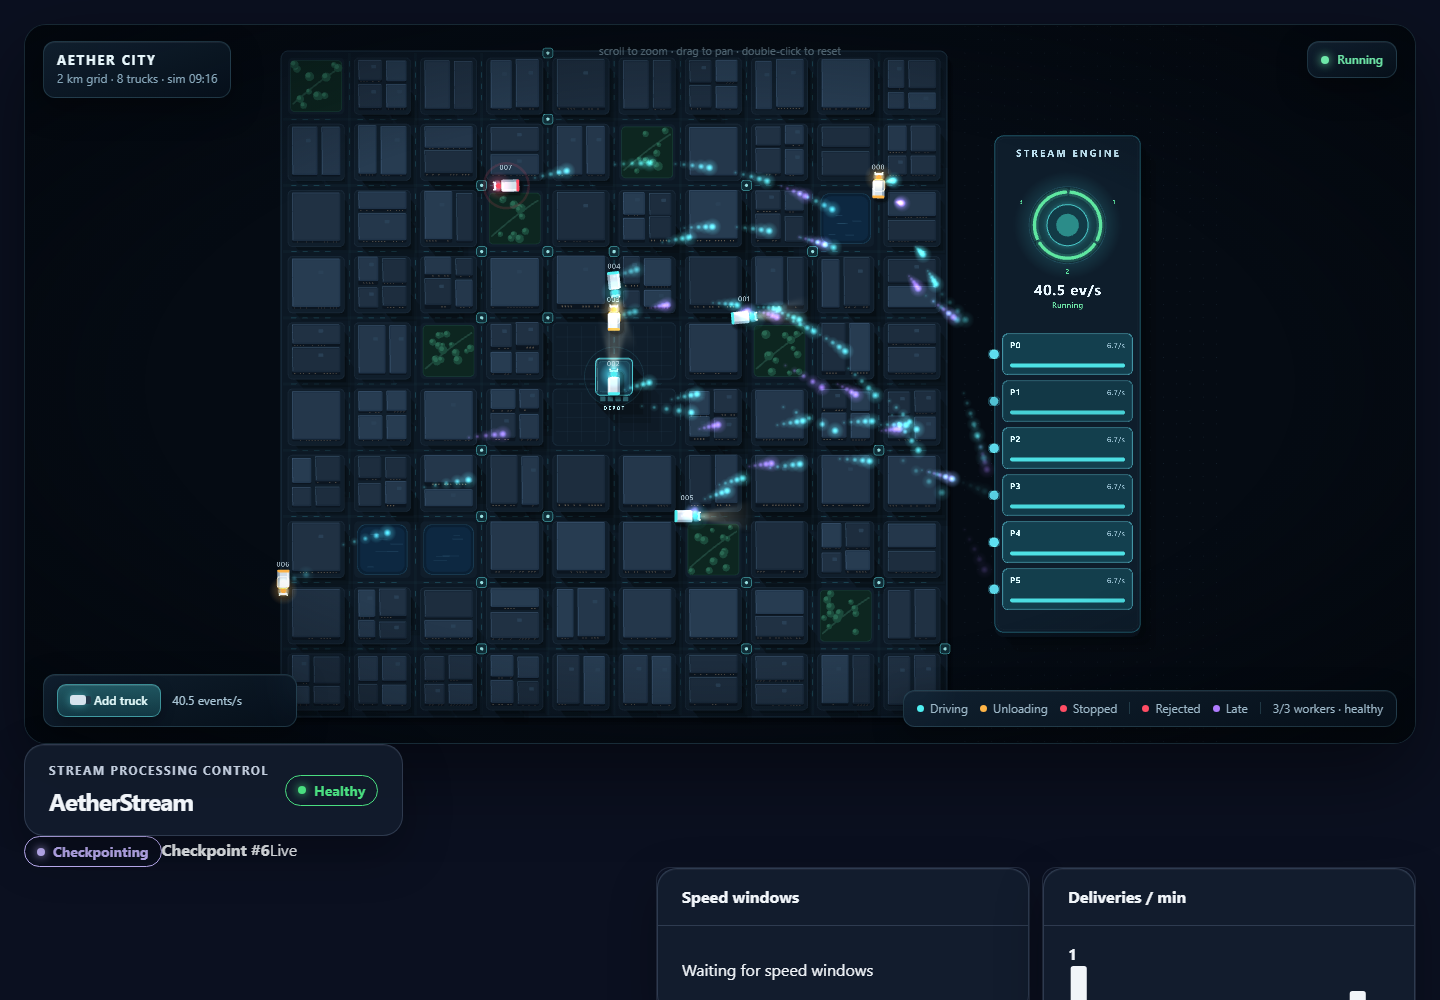 AETHER CITY
2 km grid · 8 trucks · sim 09:16
scroll to zoom · drag to pan · double-click to reset
Running
STREAM ENGINE
1
2
40.5 ev/s
Running
P0 6.7/s
P1 6.7/s
P2 6.7/s
P3 6.7/s
P4 6.7/s
P5 6.7/s
007
008
004
001
002
DEPOT
005
006
Add truck
40.5 events/s
Driving
Unloading
Stopped
Rejected
Late
3/3 workers · healthy
STREAM PROCESSING CONTROL
AetherStream
Healthy
Checkpointing
Checkpoint #6Live
Speed windows
Waiting for speed windows
Deliveries / min
1